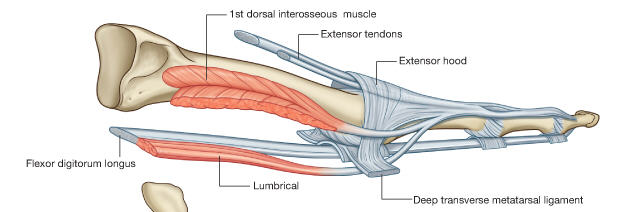 1st dorsal interosseous muscle
Extensor tendons
Extensor hood
Flexor digitorum longus
Lumbrical
Deep transverse metatarsal ligament